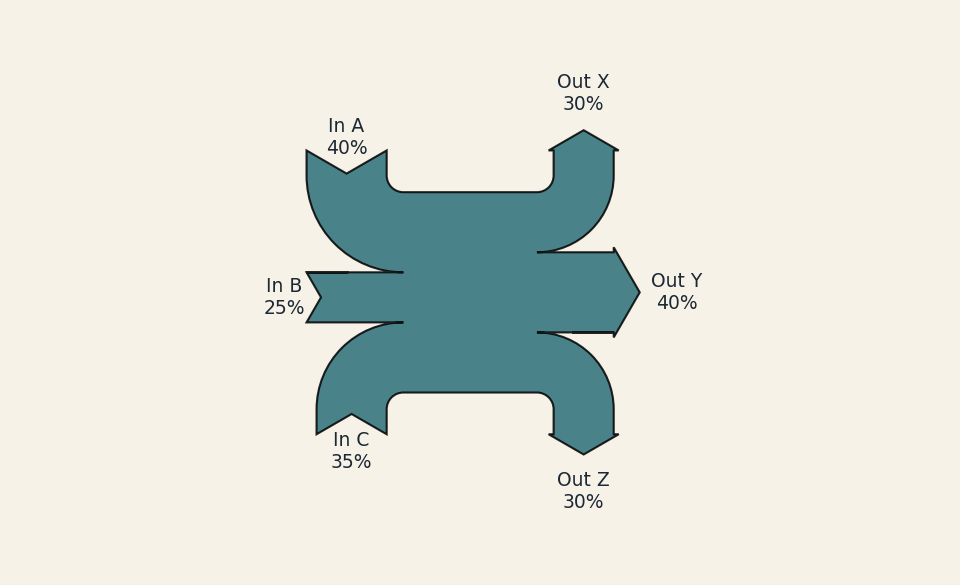 Out X
30%
In A
40%
In B
25%
Out Y
40%
In C
35%
Out Z
30%